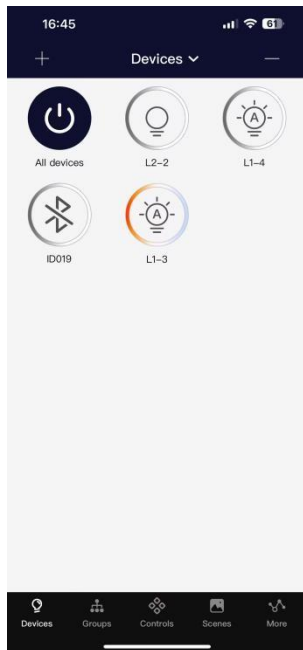 16:45
61
Devices
All devices
L2-2
A
L1-4
ID019
A
L1-3
Devices
Groups
Controls
Scenes
More